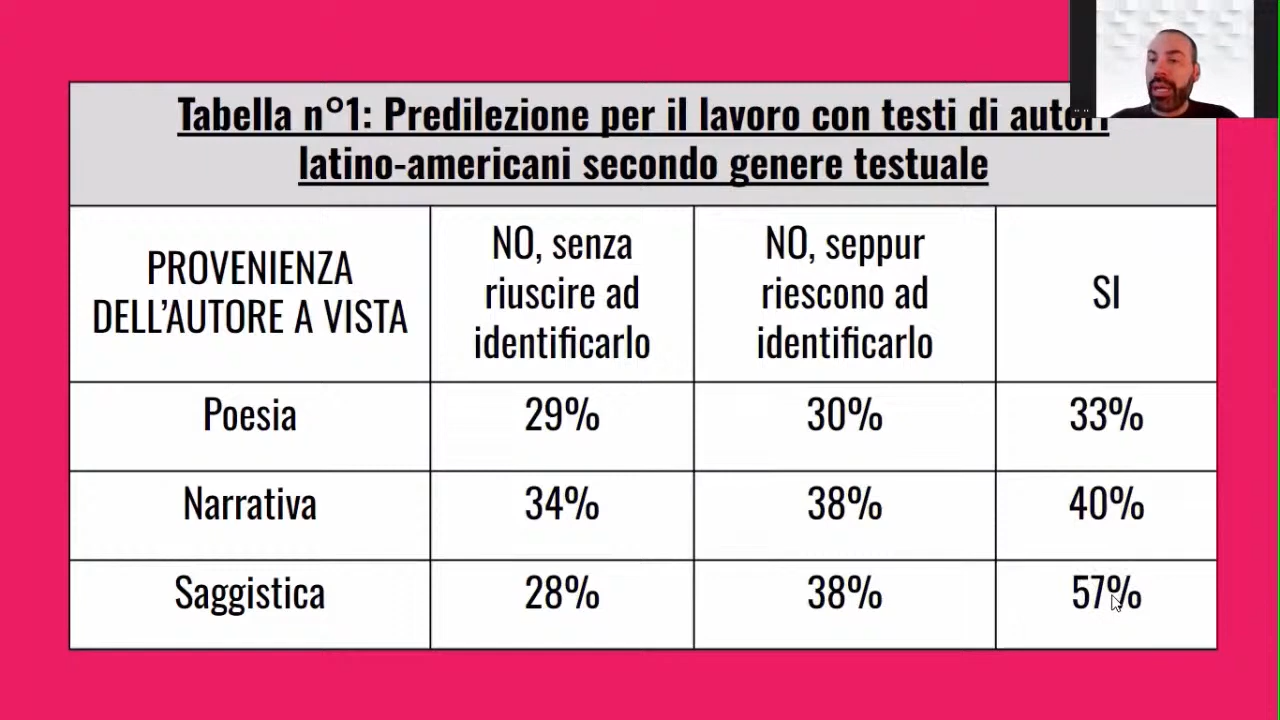 Tabella n°1: Predilezione per il lavoro con testi di autori
latino-americani secondo genere testuale
PROVENIENZA
DELL'AUTORE A VISTA
NO, senza
riuscire ad
identificarlo
NO, seppur
riescono ad
identificarlo
SI
Poesia
29%
30%
33%
Narrativa
34%
38%
40%
Saggistica
28%
38%
57%